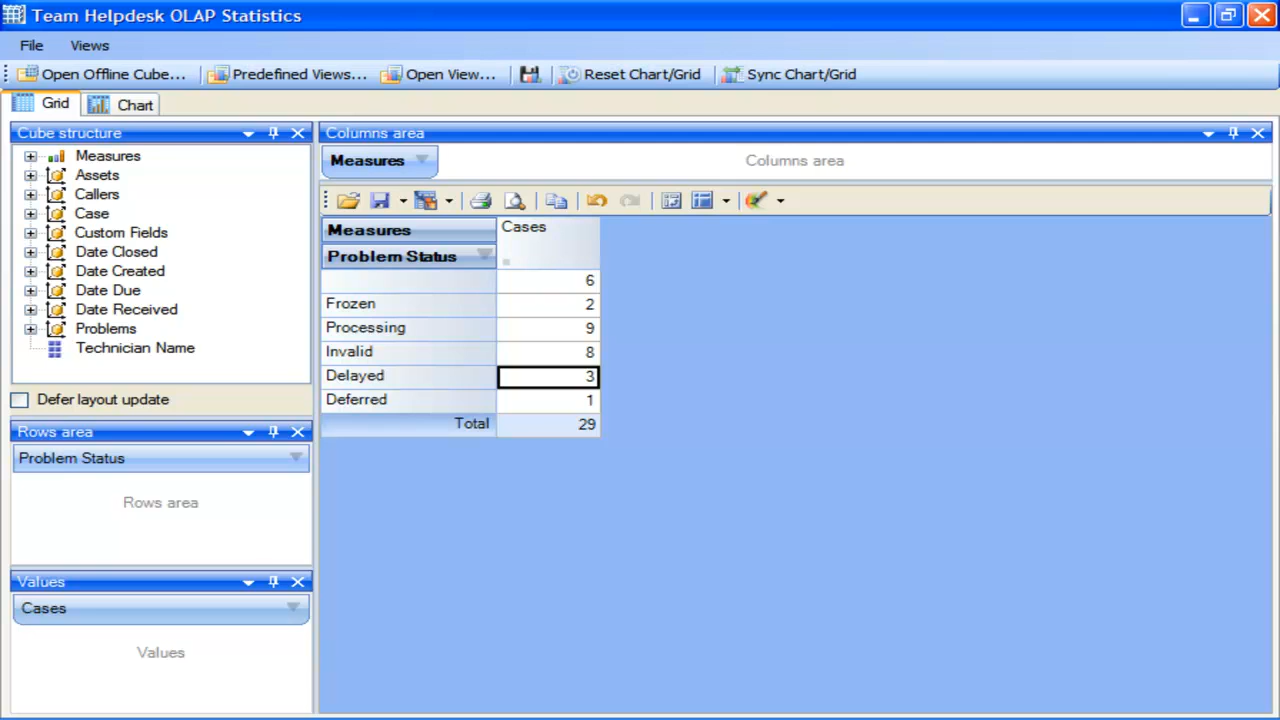 Team Helpdesk OLAP Statistics
File Views
Open Offline Cube... Predefined Views... Open View... Reset Chart/Grid Sync Chart/Grid
Grid Chart
Cube structure
Measures
Assets
Callers
Case
Custom Fields
Date Closed
Date Created
Date Due
Date Received
Problems
Technician Name
Defer layout update
Rows area
Problem Status
Rows area
Values
Cases
Values
Columns area
Measures Columns area
Measures Cases
Problem Status
6
Frozen 2
Processing 9
Invalid 8
Delayed 3
Deferred 1
Total 29